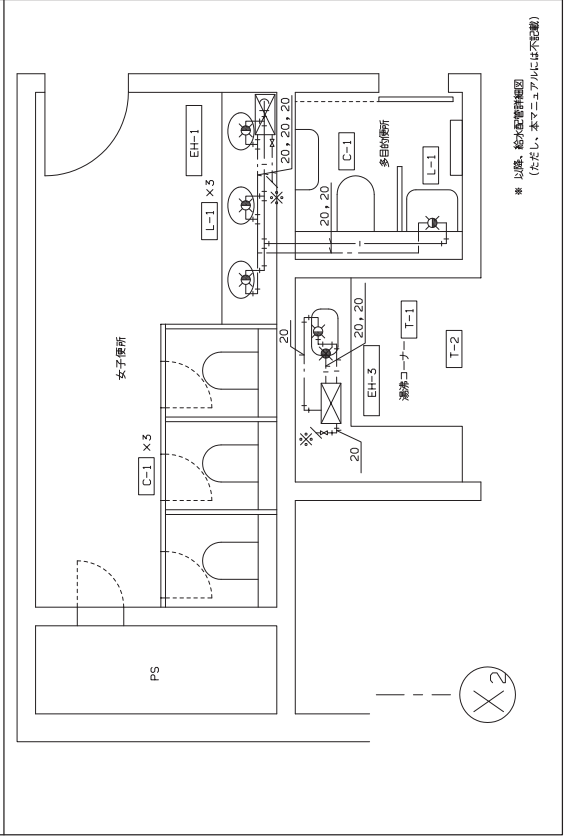 ※ 以降、給水配管詳細図
（ただし、本マニュアルには不記載）
EH-1
L-1 ×3
20,20,20
※
C-1
多目的便所
L-1
20,20
女子便所
C-1 ×3
20
20,20
EH-3
T-1
湯沸コーナー
T-2
※
20
PS
X2